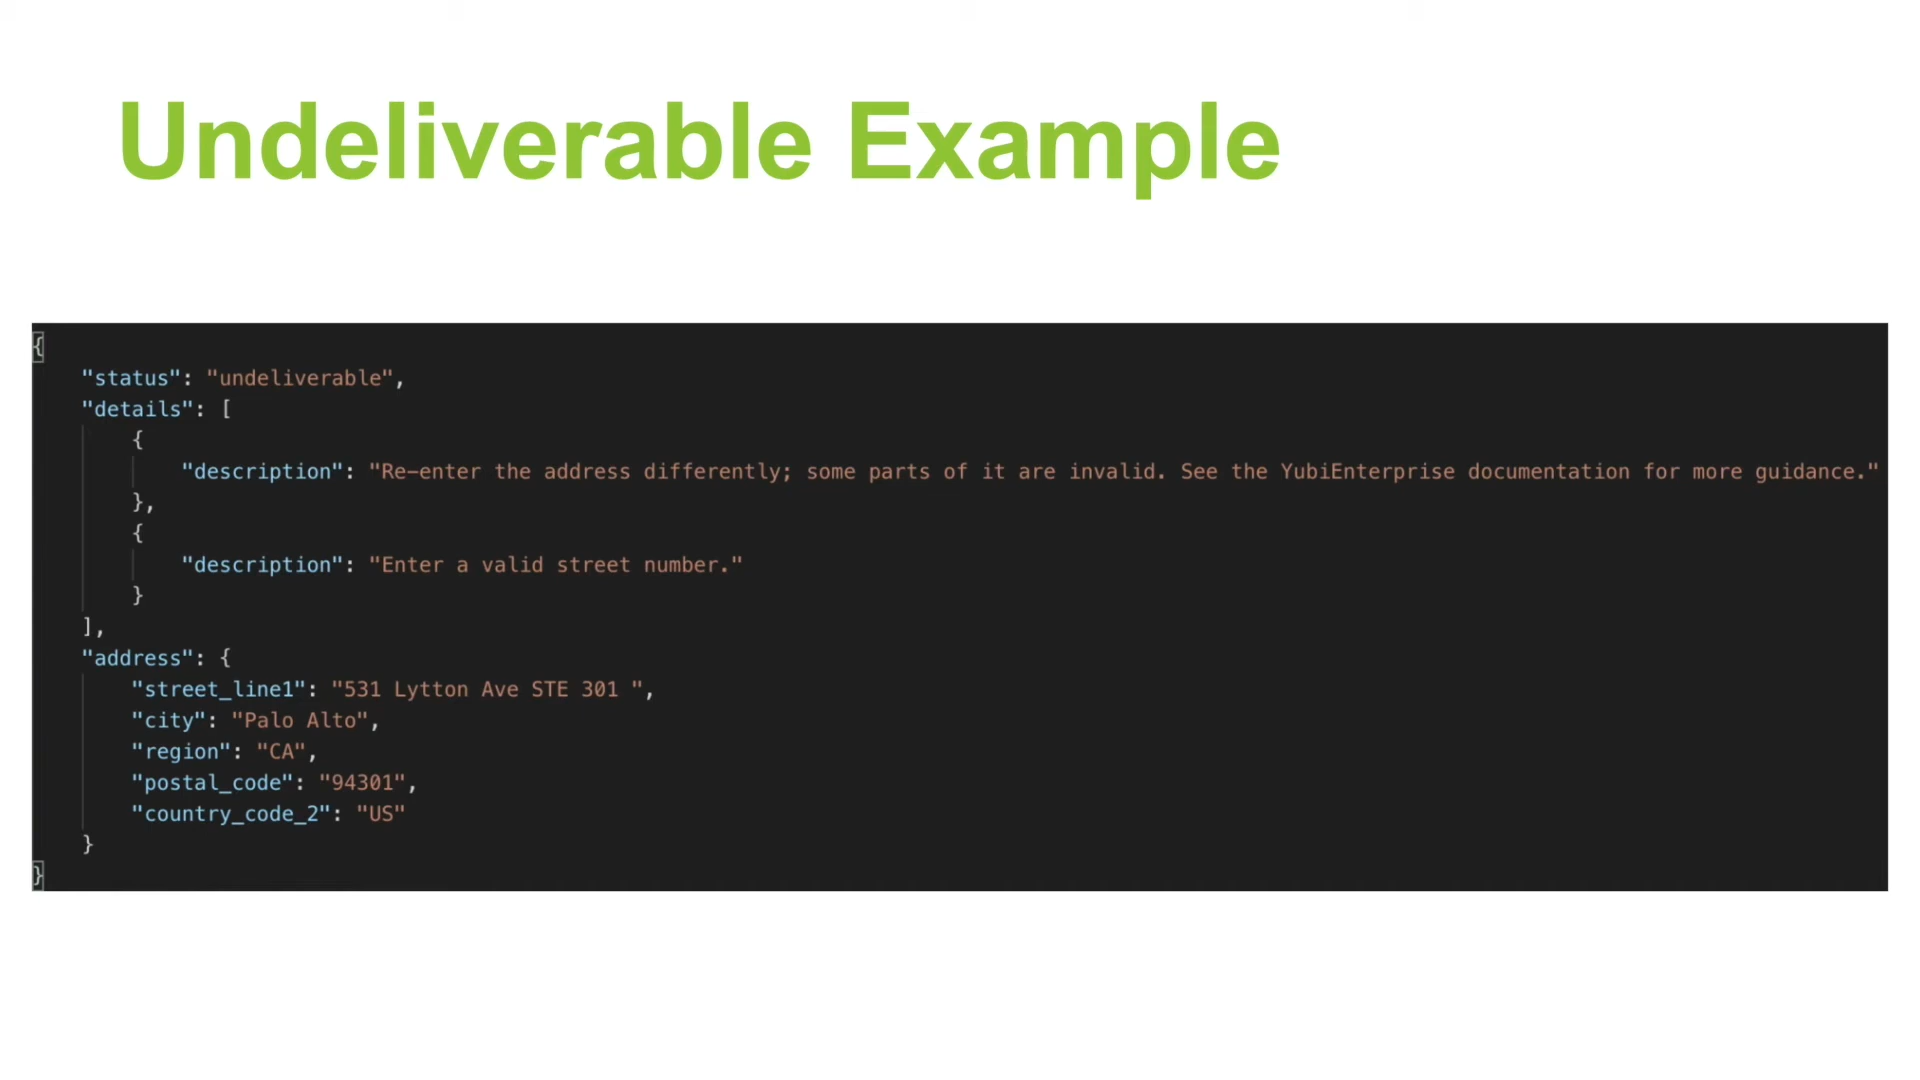 Undeliverable Example
{
"status": "undeliverable",
"details": [
{
"description": "Re-enter the address differently; some parts of it are invalid. See the YubiEnterprise documentation for more guidance."
},
{
"description": "Enter a valid street number."
}
],
"address": {
"street_line1": "531 Lytton Ave STE 301 ",
"city": "Palo Alto",
"region": "CA",
"postal_code": "94301",
"country_code_2": "US"
}
}